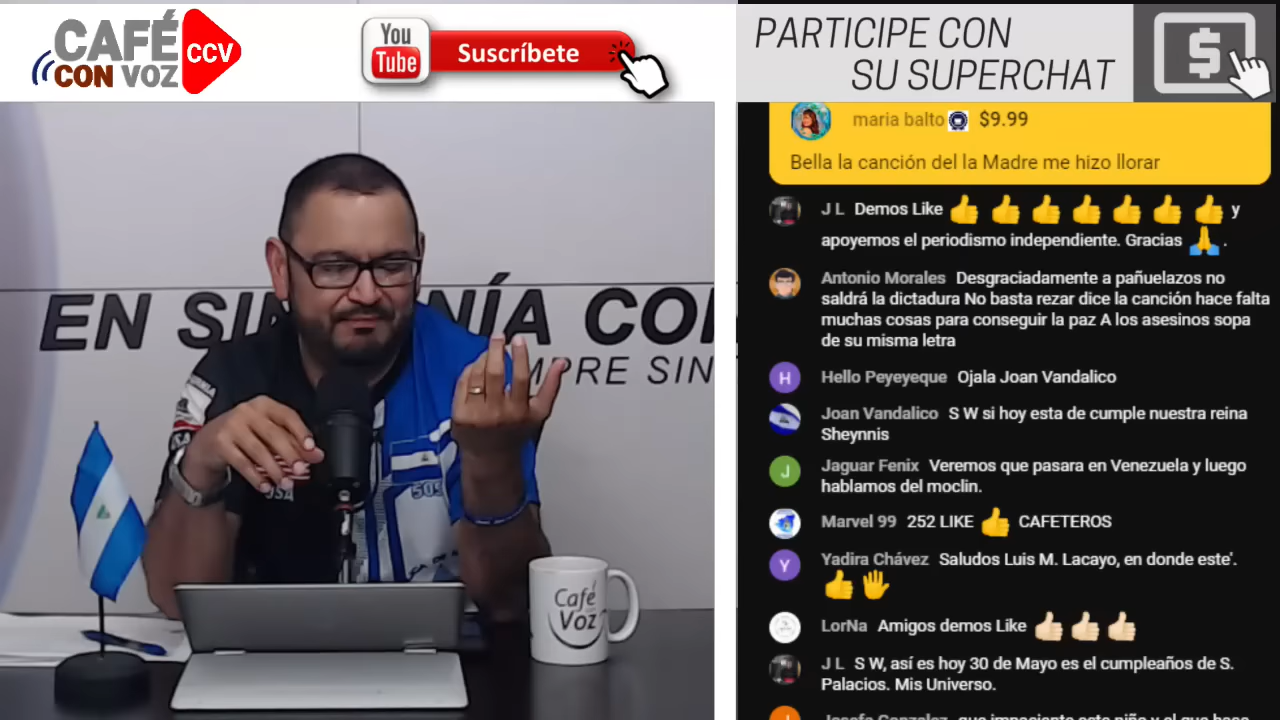 CAFÉ
CON VOZ
CCV
You
Tube
Suscríbete
PARTICIPE CON
SU SUPERCHAT
$
EN SIN NÍA CO
MPRE SIN
SOS
USA
Café
Voz
maria balto $9.99
Bella la canción del la Madre me hizo llorar
J L Demos Like 👍 👍 👍 👍 👍 👍 👍 y
apoyemos el periodismo independiente. Gracias 🙏 .
Antonio Morales Desgraciadamente a pañuelazos no
saldrá la dictadura No basta rezar dice la canción hace falta
muchas cosas para conseguir la paz A los asesinos sopa
de su misma letra
H
Hello Peyeyeque Ojala Joan Vandalico
Joan Vandalico S W si hoy esta de cumple nuestra reina
Sheynnis
J
Jaguar Fenix Veremos que pasara en Venezuela y luego
hablamos del moclin.
Marvel 99 252 LIKE 👍 CAFETEROS
Y
Yadira Chávez Saludos Luis M. Lacayo, en donde este'.
👍 👋
LorNa Amigos demos Like 👍🏻 👍🏻 👍🏻
J L S W, así es hoy 30 de Mayo es el cumpleaños de S.
Palacios. Mis Universo.